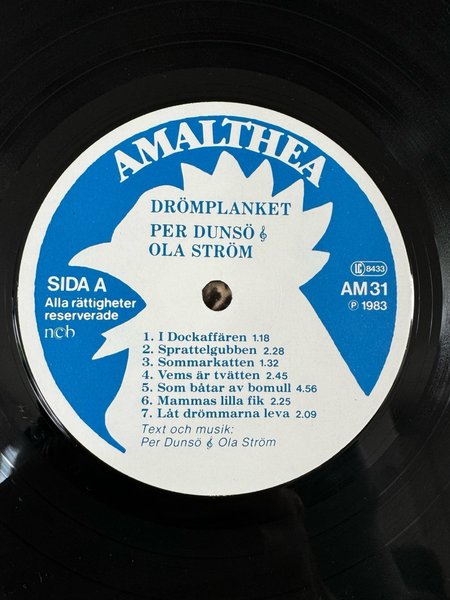 AMALTHEA
DRÖMPLANKET
PER DUNSÖ &
OLA STRÖM
SIDA A
Alla rättigheter
reserverade
ncb
LC 8433
AM 31
Ⓟ 1983
1. I Dockaffären 1.18
2. Sprattelgubben 2.28
3. Sommarkatten 1.32
4. Vems är tvätten 2.45
5. Som båtar av bomull 4.56
6. Mammas lilla fik 2.25
7. Låt drömmarna leva 2.09
Text och musik:
Per Dunsö & Ola Ström